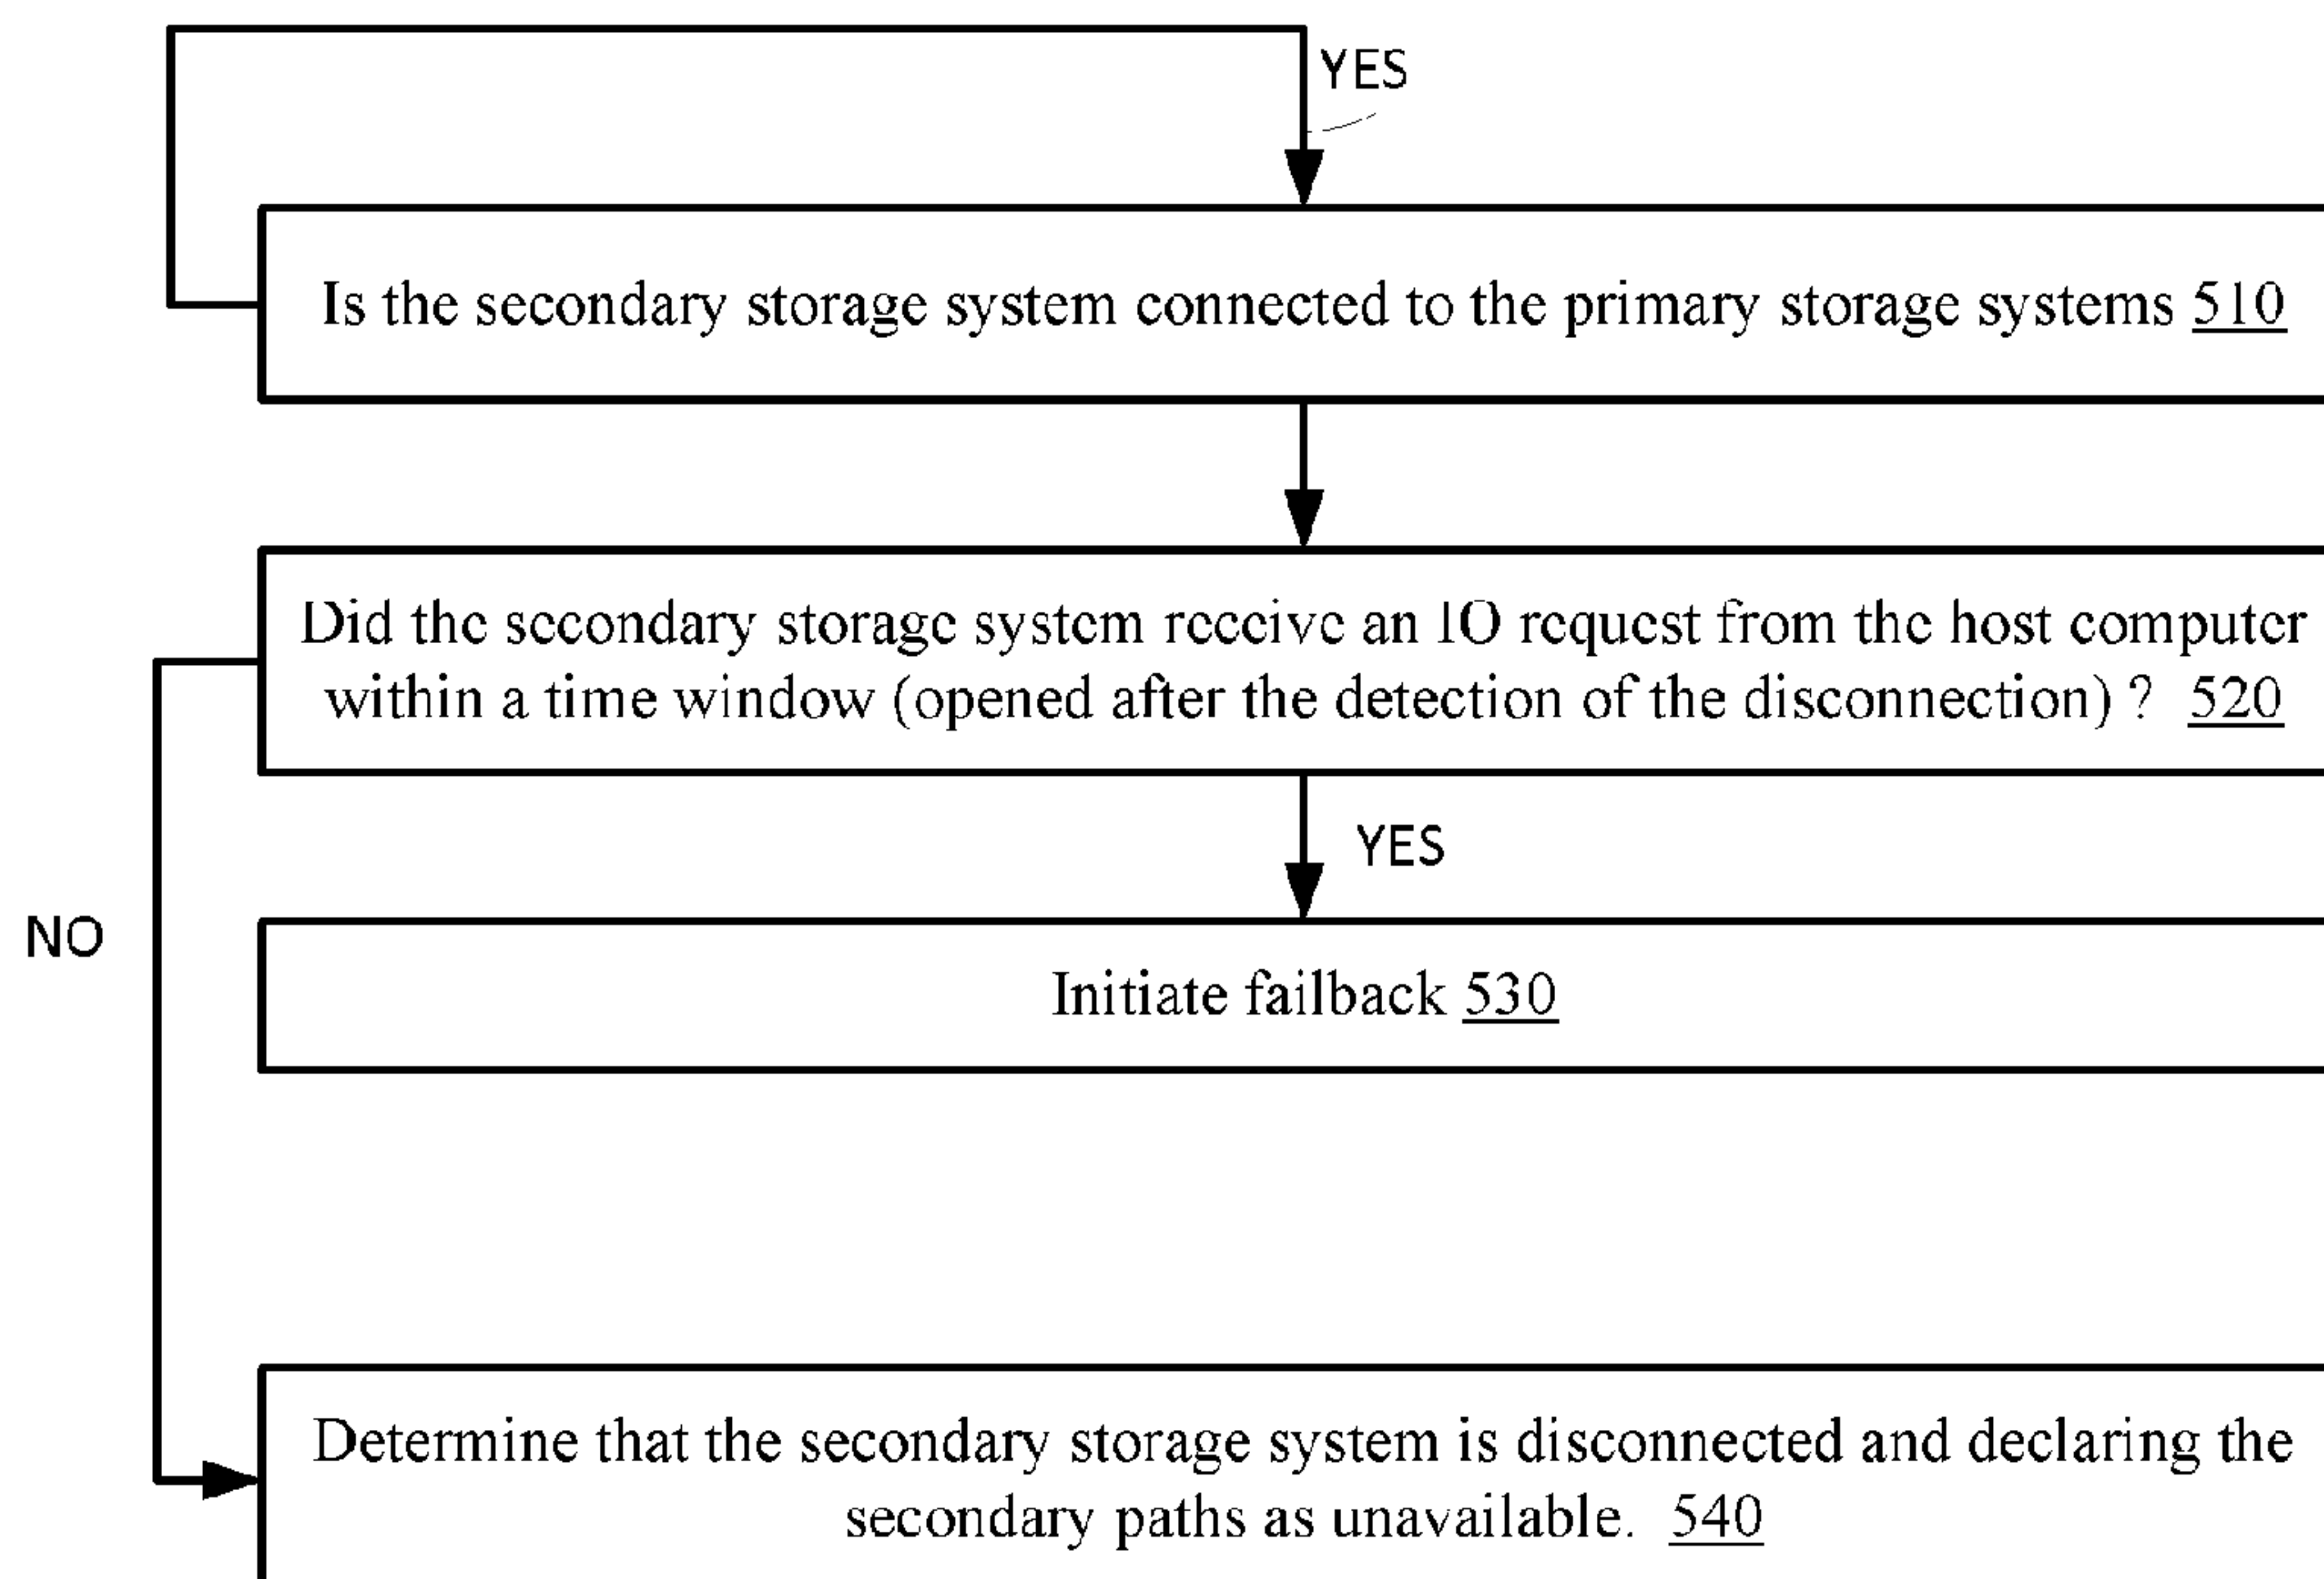 YES
Is the secondary storage system connected to the primary storage systems 510
Did the secondary storage system receive an IO request from the host computer
within a time window (opened after the detection of the disconnection) ? 520
YES
NO
Initiate failback 530
Determine that the secondary storage system is disconnected and declaring the
secondary paths as unavailable. 540